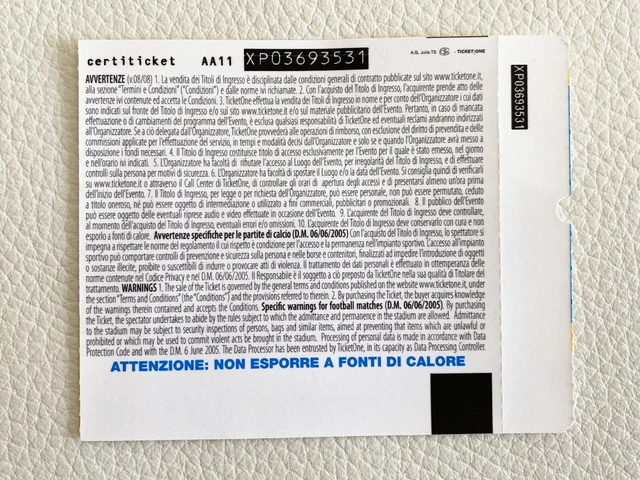 certiticket AA11 XP03693531
A.G. Julia TS - TICKET|ONE
XP03693531
AVVERTENZE (v.08/08) 1. La vendita dei Titoli di Ingresso è disciplinata dalle condizioni generali di contratto pubblicate sul sito www.ticketone.it,
alla sezione "Termini e Condizioni" ("Condizioni") e dalle norme ivi richiamate. 2. Con l'acquisto del Titolo di Ingresso, l'acquirente prende atto delle
avvertenze ivi contenute ed accetta le Condizioni. 3. TicketOne effettua la vendita dei Titoli di Ingresso in nome e per conto dell'Organizzatore i cui dati
sono indicati sul fronte del Titolo di Ingresso e/o sul sito www.ticketone.it e/o sul materiale pubblicitario dell'Evento. Pertanto, in caso di mancata
effettuazione o di cambiamenti del programma dell'Evento, è esclusa qualsiasi responsabilità di TicketOne ed eventuali reclami andranno indirizzati
all'Organizzatore. Se a ciò delegata dall'Organizzatore, TicketOne provvederà alle operazioni di rimborso, con esclusione del diritto di prevendita e delle
commissioni applicate per l'effettuazione del servizio, in tempi e modalità decisi dall'Organizzatore e solo se e quando l'Organizzatore avrà messo a
disposizione i fondi necessari. 4. Il Titolo di Ingresso costituisce titolo di accesso esclusivamente per l'Evento per il quale è stato emesso, nel giorno
e nell'orario ivi indicati. 5. L'Organizzatore ha facoltà di rifiutare l'accesso al Luogo dell'Evento, per irregolarità del Titolo di Ingresso, e di effettuare
controlli sulla persona per motivi di sicurezza. 6. L'Organizzatore ha facoltà di spostare il Luogo e/o la data dell'Evento. Si consiglia quindi di verificare
su www.ticketone.it o attraverso il Call Center di TicketOne, di controllare gli orari di apertura degli accessi e di presentarsi almeno un'ora prima
dell'inizio dell'Evento. 7. Il Titolo di Ingresso, per legge o per richiesta dell'Organizzatore, può essere personale, non può essere permutato, ceduto
a titolo oneroso, né può essere oggetto di intermediazione o utilizzato a fini commerciali, pubblicitari o promozionali. 8. Il pubblico dell'Evento
può essere oggetto delle eventuali riprese audio e video effettuate in occasione dell'Evento. 9. L'acquirente del Titolo di Ingresso deve controllare,
al momento dell'acquisto del Titolo di Ingresso, eventuali errori e/o omissioni. 10. L'acquirente del Titolo di Ingresso deve conservarlo con cura e non
esporlo a fonti di calore. Avvertenze specifiche per le partite di calcio (D.M. 06/06/2005) Con l'acquisto del Titolo di Ingresso, lo spettatore si
impegna a rispettare le norme del regolamento il cui rispetto è condizione per l'accesso e la permanenza nell'impianto sportivo. L'accesso all'impianto
sportivo può comportare controlli di prevenzione e sicurezza sulla persona e nelle borse e contenitori, finalizzati ad impedire l'introduzione di oggetti
o sostanze illecite, proibite o suscettibili di indurre o provocare atti di violenza. Il trattamento dei dati personali è effettuato in ottemperanza delle
norme contenute nel Codice Privacy e nel D.M. 06/06/2005. Il Responsabile è il soggetto a ciò preposto da TicketOne nella sua qualità di Titolare del
trattamento. WARNINGS 1. The sale of the Ticket is governed by the general terms and conditions published on the website www.ticketone.it, under
the section "Terms and Conditions" (the "Conditions") and the provisions referred to therein. 2. By purchasing the Ticket, the buyer acquires knowledge
of the warnings therein contained and accepts the Conditions. Specific warnings for football matches (D.M. 06/06/2005). By purchasing
the Ticket, the spectator undertakes to abide by the rules subject to which the admittance and permanence in the stadium are allowed. Admittance
to the stadium may be subject to security inspections of persons, bags and similar items, aimed at preventing that items which are unlawful or
prohibited or which may be used to commit violent acts be brought to the stadium. Processing of personal data is made in accordance with Data
Protection Code and with the D.M. 6 June 2005. The Data Processor has been entrusted by TicketOne, in its capacity as Data Processing Controller.
ATTENZIONE: NON ESPORRE A FONTI DI CALORE